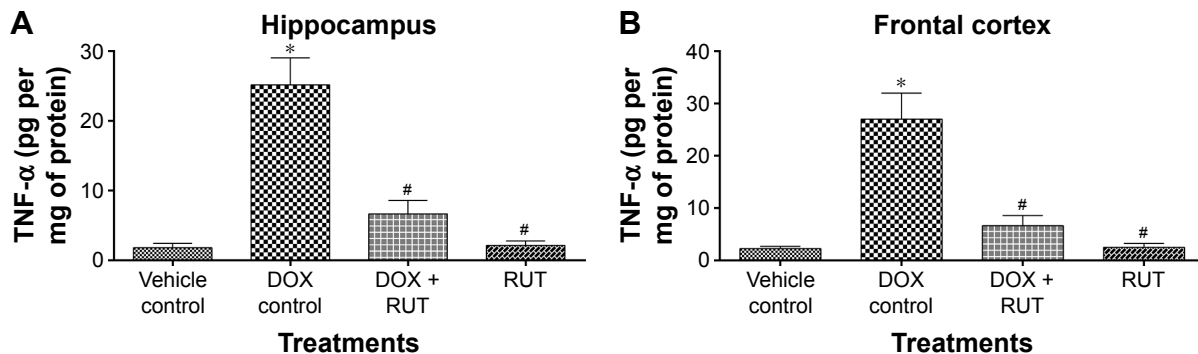 A
Hippocampus
TNF-α (pg per
mg of protein)
30
20
10
0
*
#
#
Vehicle
control
DOX
control
DOX +
RUT
RUT
Treatments
B
Frontal cortex
TNF-α (pg per
mg of protein)
40
30
20
10
0
*
#
#
Vehicle
control
DOX
control
DOX +
RUT
RUT
Treatments